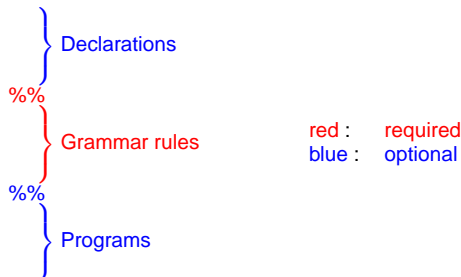 Declarations
%%
Grammar rules
red : required
blue : optional
%%
Programs